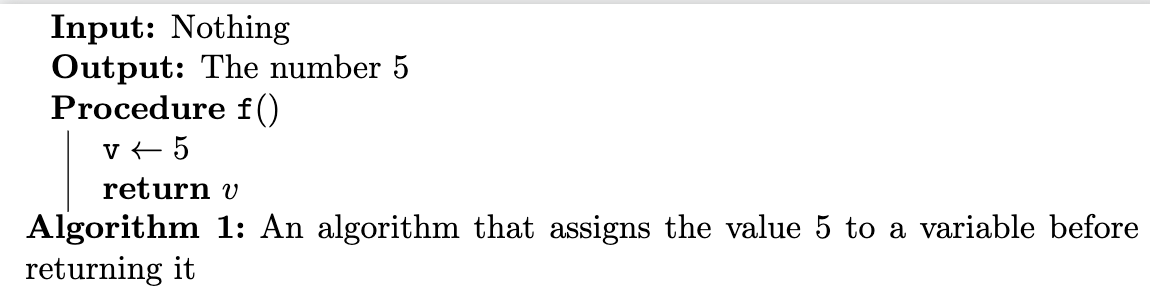 Input: Nothing
Output: The number 5
Procedure f()
v ← 5
return v
Algorithm 1: An algorithm that assigns the value 5 to a variable before
returning it